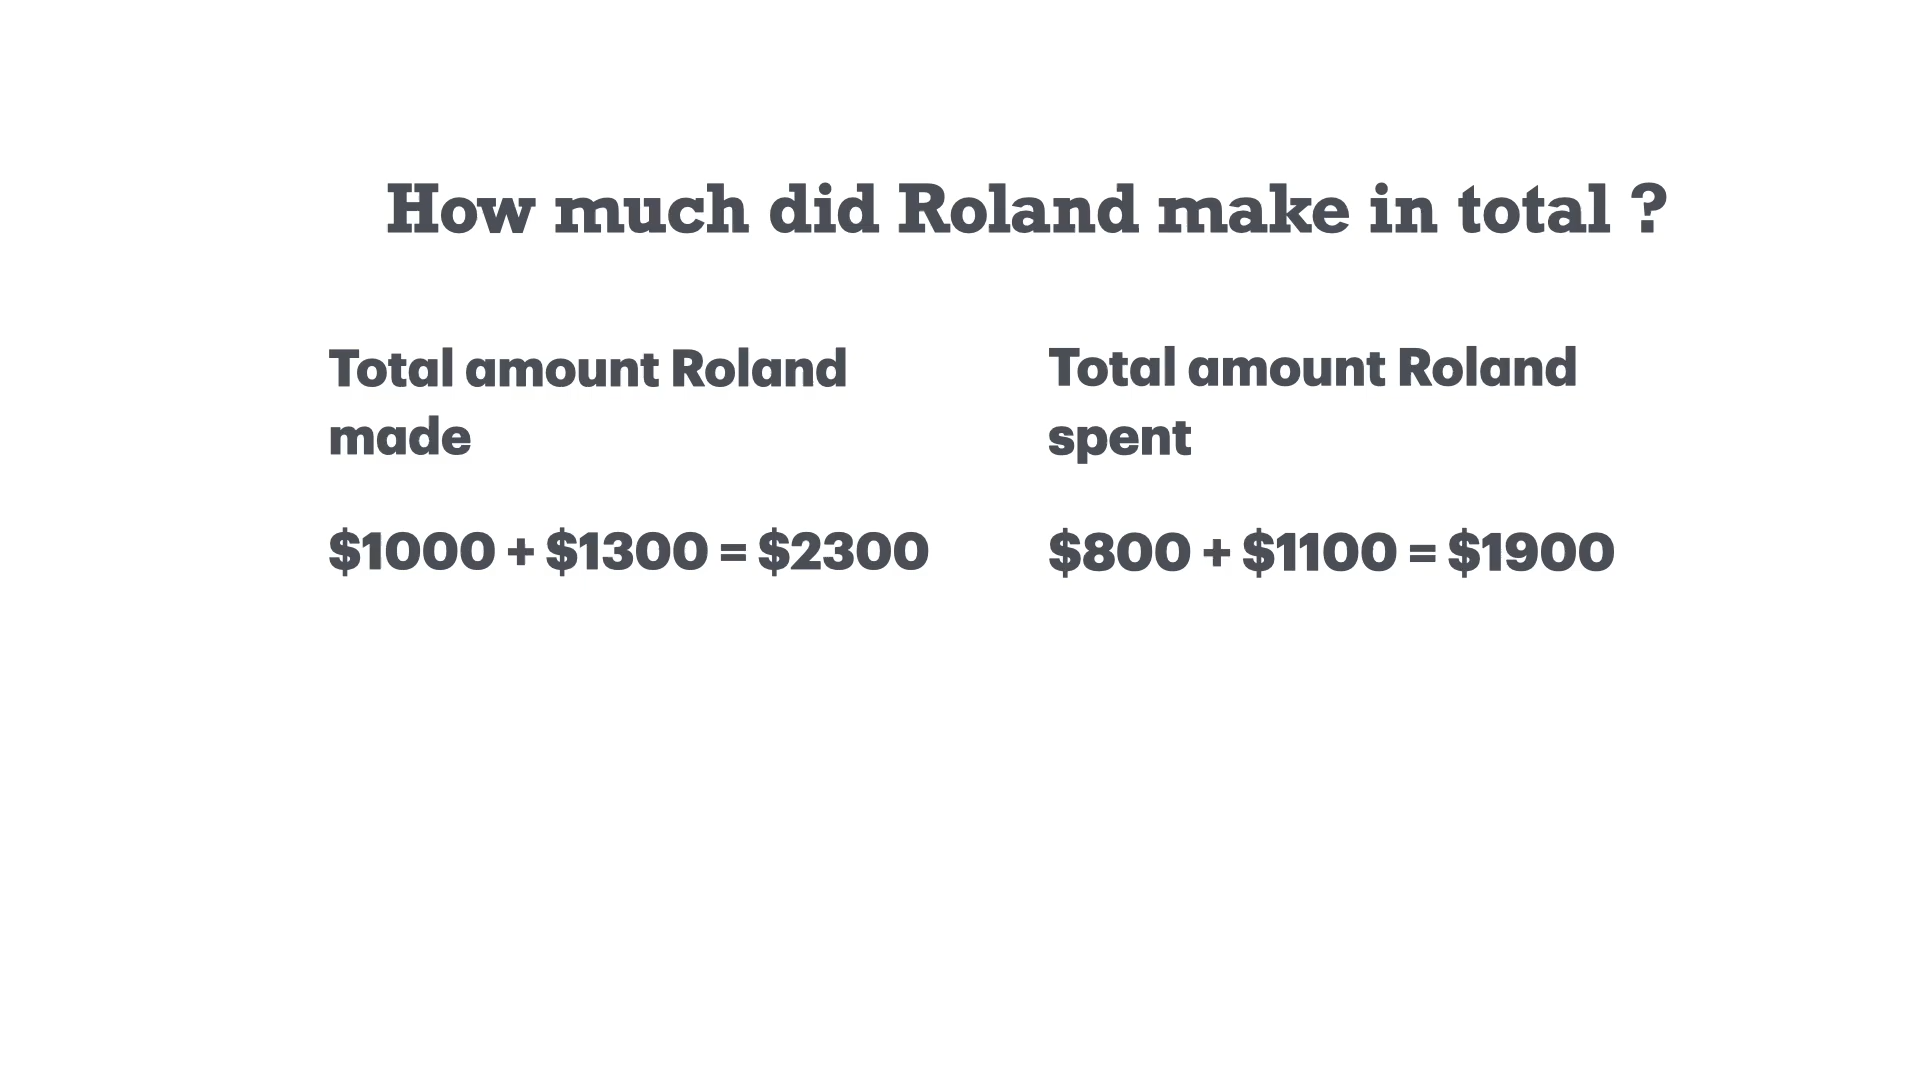 How much did Roland make in total ?
Total amount Roland
made
$1000 + $1300 = $2300
Total amount Roland
spent
$800 + $1100 = $1900